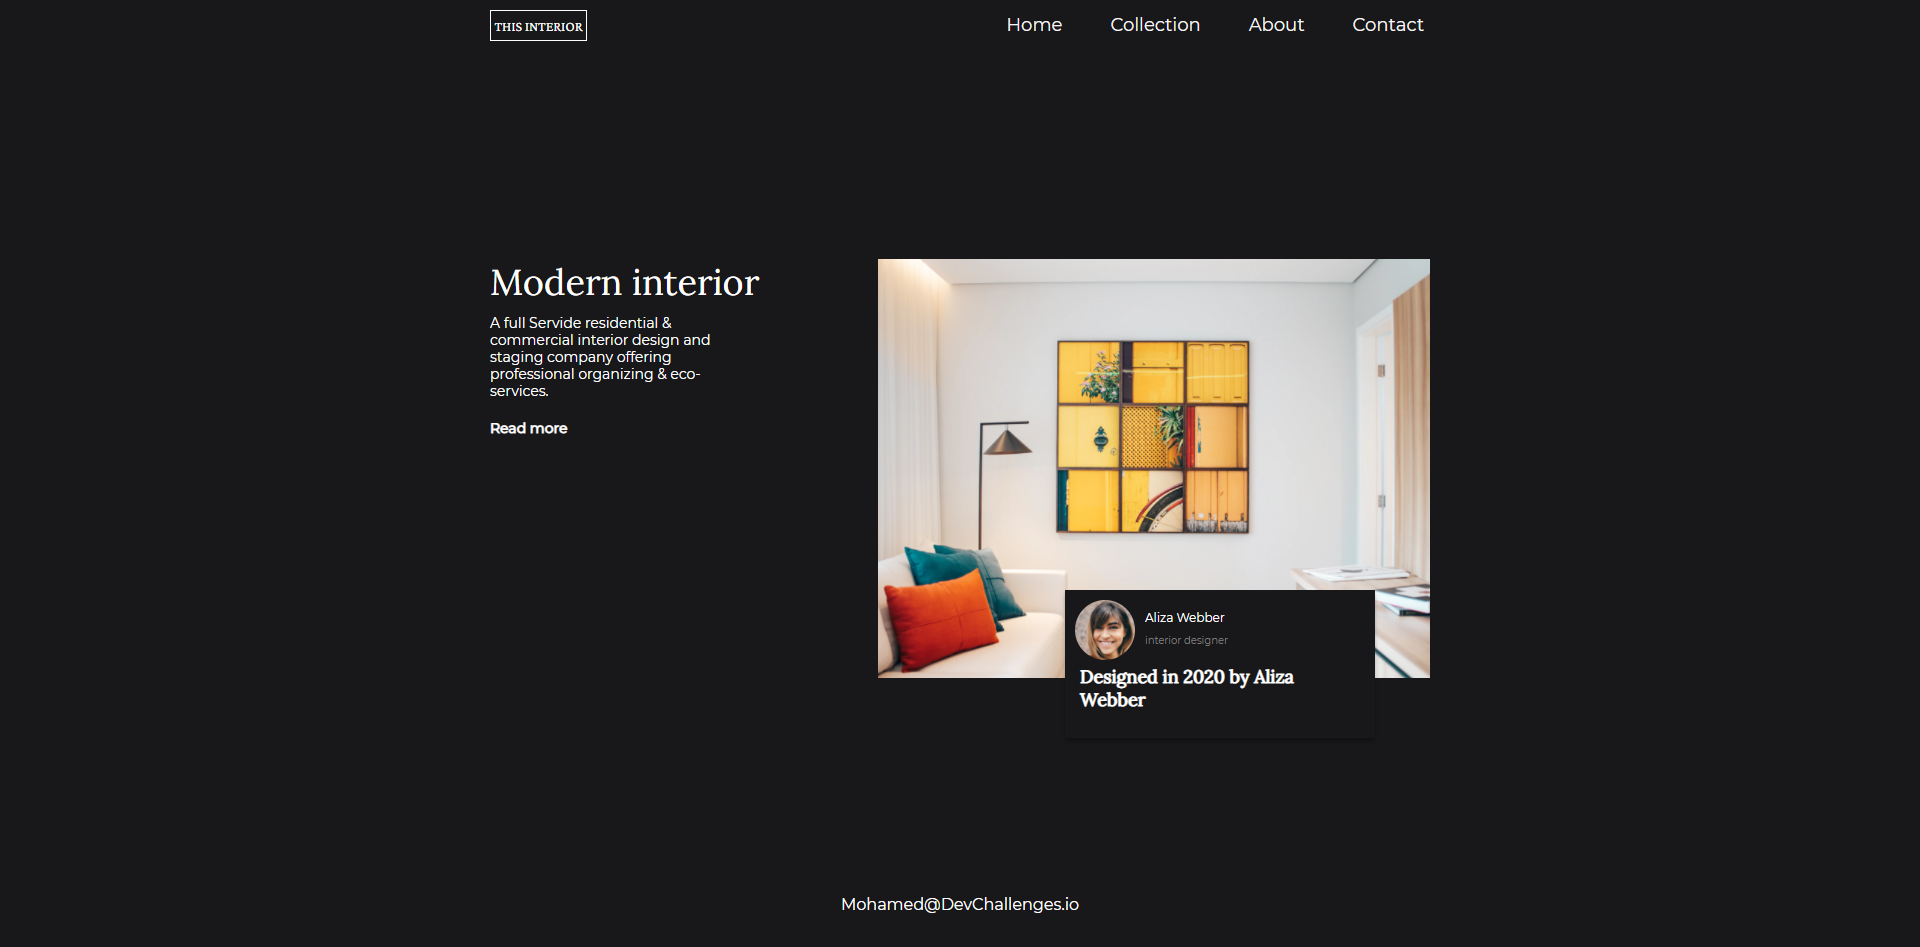 THIS INTERIOR
Home
Collection
About
Contact
Modern interior
A full Servide residential &
commercial interior design and
staging company offering
professional organizing & eco-
services.
Read more
Aliza Webber
interior designer
Designed in 2020 by Aliza
Webber
Mohamed@DevChallenges.io